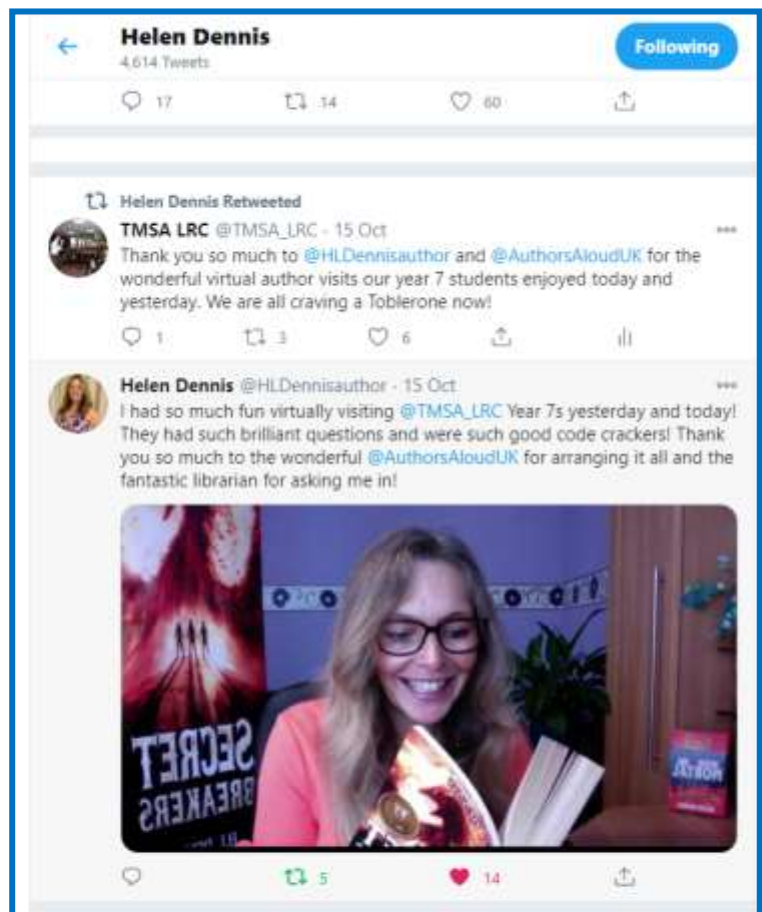 Helen Dennis
4,614 Tweets
Following
17 14 60
Helen Dennis Retweeted
TMSA LRC @TMSA_LRC · 15 Oct
Thank you so much to @HLDennisauthor and @AuthorsAloudUK for the
wonderful virtual author visits our year 7 students enjoyed today and
yesterday. We are all craving a Toblerone now!
1 3 6
Helen Dennis @HLDennisauthor · 15 Oct
I had so much fun virtually visiting @TMSA_LRC Year 7s yesterday and today!
They had such brilliant questions and were such good code crackers! Thank
you so much to the wonderful @AuthorsAloudUK for arranging it all and the
fantastic librarian for asking me in!
SECRET
BREAKERS
MORTAL
5 14